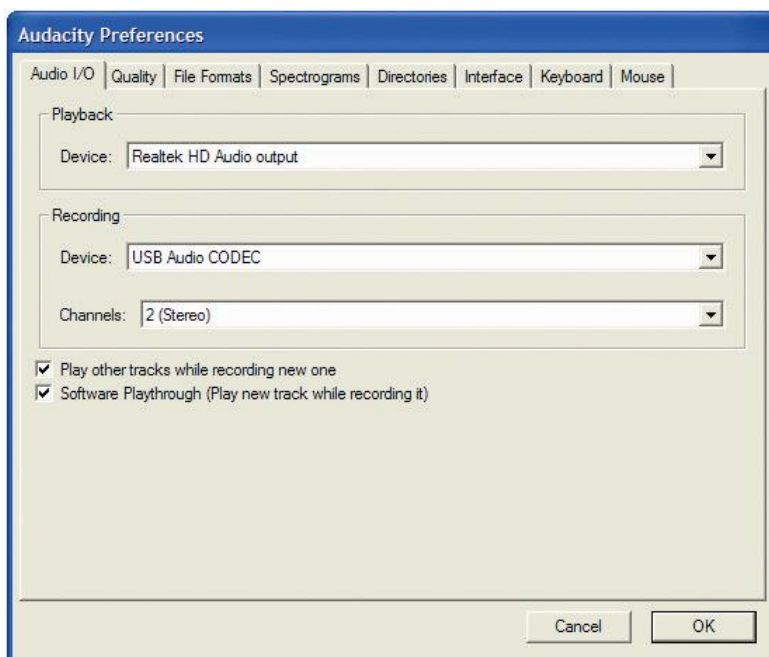 Audacity Preferences
Audio I/O Quality File Formats Spectrograms Directories Interface Keyboard Mouse
Playback
Device: Realtek HD Audio output
Recording
Device: USB Audio CODEC
Channels: 2 (Stereo)
Play other tracks while recording new one
Software Playthrough (Play new track while recording it)
Cancel OK